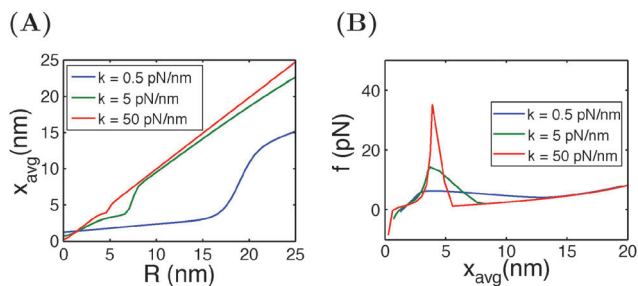 (A)
25
20
15
10
5
0
x_avg(nm)
k = 0.5 pN/nm
k = 5 pN/nm
k = 50 pN/nm
0 5 10 15 20 25
R (nm)
(B)
40
20
0
f (pN)
k = 0.5 pN/nm
k = 5 pN/nm
k = 50 pN/nm
0 5 10 15 20
x_avg(nm)